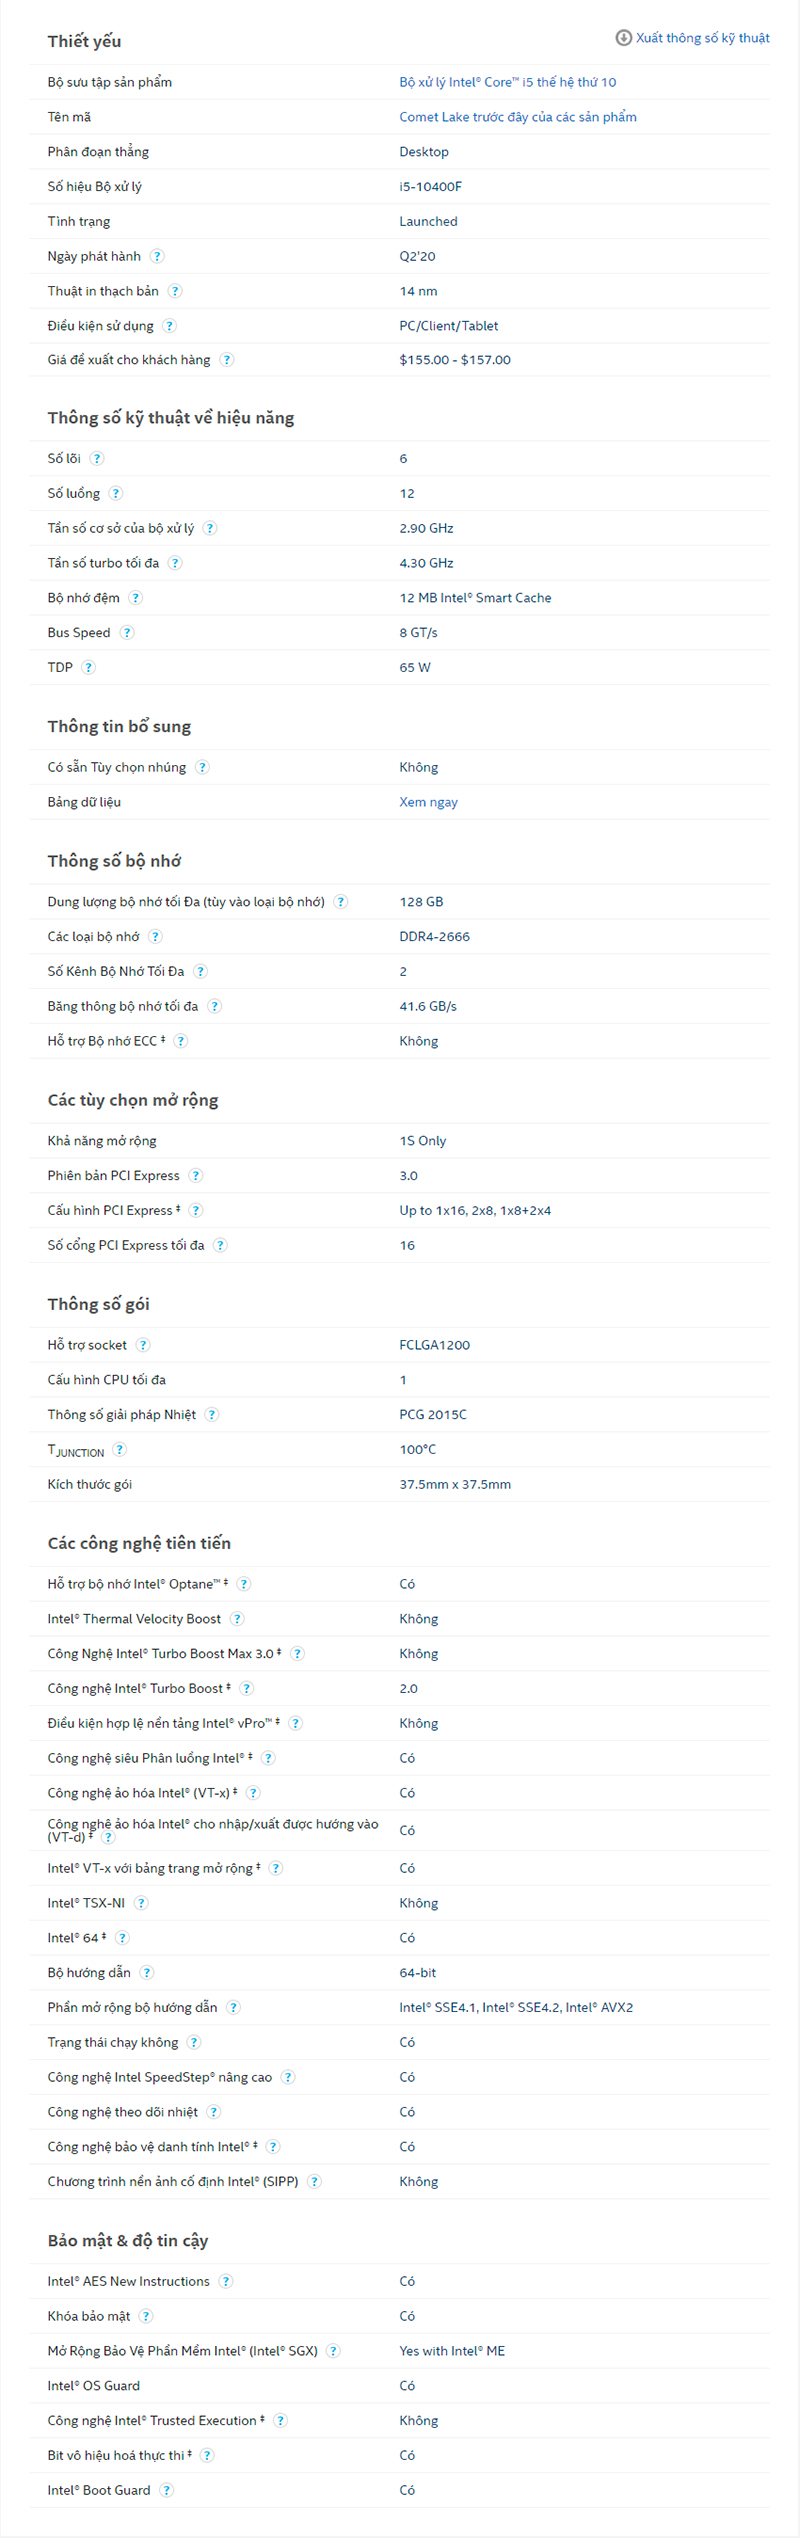 Thiết yếu
Xuất thông số kỹ thuật
Bộ sưu tập sản phẩm Bộ xử lý Intel® Core™ i5 thế hệ thứ 10
Tên mã Comet Lake trước đây của các sản phẩm
Phân đoạn thẳng Desktop
Số hiệu Bộ xử lý i5-10400F
Tình trạng Launched
Ngày phát hành ? Q2'20
Thuật in thạch bản ? 14 nm
Điều kiện sử dụng ? PC/Client/Tablet
Giá đề xuất cho khách hàng ? $155.00 - $157.00
Thông số kỹ thuật về hiệu năng
Số lõi ? 6
Số luồng ? 12
Tần số cơ sở của bộ xử lý ? 2.90 GHz
Tần số turbo tối đa ? 4.30 GHz
Bộ nhớ đệm ? 12 MB Intel® Smart Cache
Bus Speed ? 8 GT/s
TDP ? 65 W
Thông tin bổ sung
Có sẵn Tùy chọn nhúng ? Không
Bảng dữ liệu Xem ngay
Thông số bộ nhớ
Dung lượng bộ nhớ tối Đa (tùy vào loại bộ nhớ) ? 128 GB
Các loại bộ nhớ ? DDR4-2666
Số Kênh Bộ Nhớ Tối Đa ? 2
Băng thông bộ nhớ tối đa ? 41.6 GB/s
Hỗ trợ Bộ nhớ ECC ‡ ? Không
Các tùy chọn mở rộng
Khả năng mở rộng 1S Only
Phiên bản PCI Express ? 3.0
Cấu hình PCI Express ‡ ? Up to 1x16, 2x8, 1x8+2x4
Số cổng PCI Express tối đa ? 16
Thông số gói
Hỗ trợ socket ? FCLGA1200
Cấu hình CPU tối đa 1
Thông số giải pháp Nhiệt ? PCG 2015C
TJUNCTION ? 100°C
Kích thước gói 37.5mm x 37.5mm
Các công nghệ tiên tiến
Hỗ trợ bộ nhớ Intel® Optane™ ‡ ? Có
Intel® Thermal Velocity Boost ? Không
Công Nghệ Intel® Turbo Boost Max 3.0 ‡ ? Không
Công nghệ Intel® Turbo Boost ‡ ? 2.0
Điều kiện hợp lệ nền tảng Intel® vPro™ ‡ ? Không
Công nghệ siêu Phân luồng Intel® ‡ ? Có
Công nghệ ảo hóa Intel® (VT-x) ‡ ? Có
Công nghệ ảo hóa Intel® cho nhập/xuất được hướng vào
(VT-d) ‡ ? Có
Intel® VT-x với bảng trang mở rộng ‡ ? Có
Intel® TSX-NI ? Không
Intel® 64 ‡ ? Có
Bộ hướng dẫn ? 64-bit
Phần mở rộng bộ hướng dẫn ? Intel® SSE4.1, Intel® SSE4.2, Intel® AVX2
Trạng thái chạy không ? Có
Công nghệ Intel SpeedStep® nâng cao ? Có
Công nghệ theo dõi nhiệt ? Có
Công nghệ bảo vệ danh tính Intel® ‡ ? Có
Chương trình nền ảnh cố định Intel® (SIPP) ? Không
Bảo mật & độ tin cậy
Intel® AES New Instructions ? Có
Khóa bảo mật ? Có
Mở Rộng Bảo Vệ Phần Mềm Intel® (Intel® SGX) ? Yes with Intel® ME
Intel® OS Guard Có
Công nghệ Intel® Trusted Execution ‡ ? Không
Bit vô hiệu hoá thực thi ‡ ? Có
Intel® Boot Guard ? Có